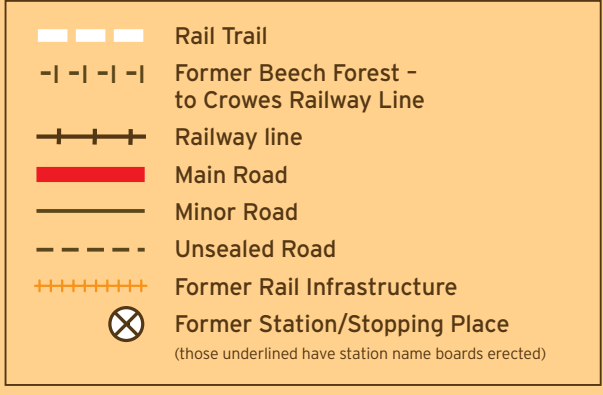 Rail Trail
Former Beech Forest –
to Crowes Railway Line
Railway line
Main Road
Minor Road
Unsealed Road
Former Rail Infrastructure
Former Station/Stopping Place
(those underlined have station name boards erected)